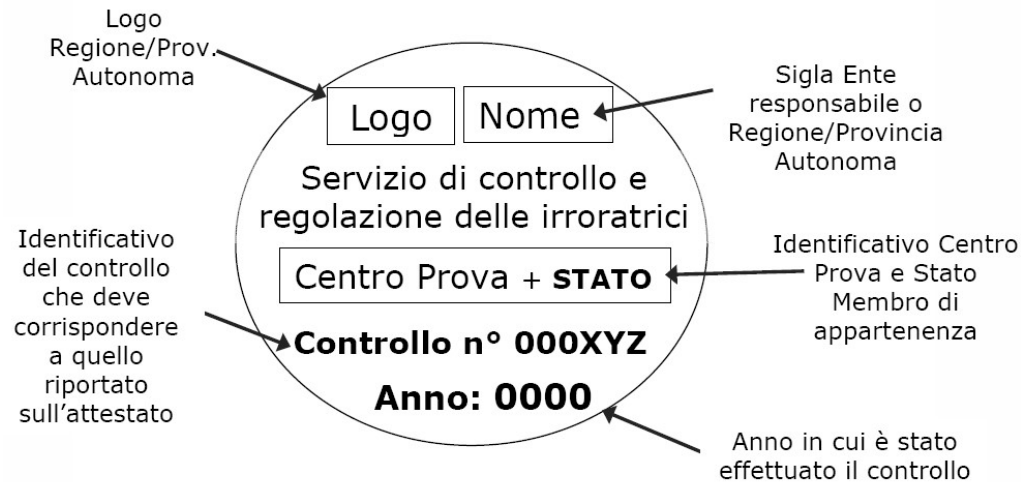 Logo
Regione/Prov.
Autonoma
Sigla Ente
responsabile o
Regione/Provincia
Autonoma
Logo
Nome
Servizio di controllo e
regolazione delle irroratrici
Centro Prova + STATO
Controllo n° 000XYZ
Anno: 0000
Identificativo
del controllo
che deve
corrispondere
a quello
riportato
sull'attestato
Identificativo Centro
Prova e Stato
Membro di
appartenenza
Anno in cui è stato
effettuato il controllo